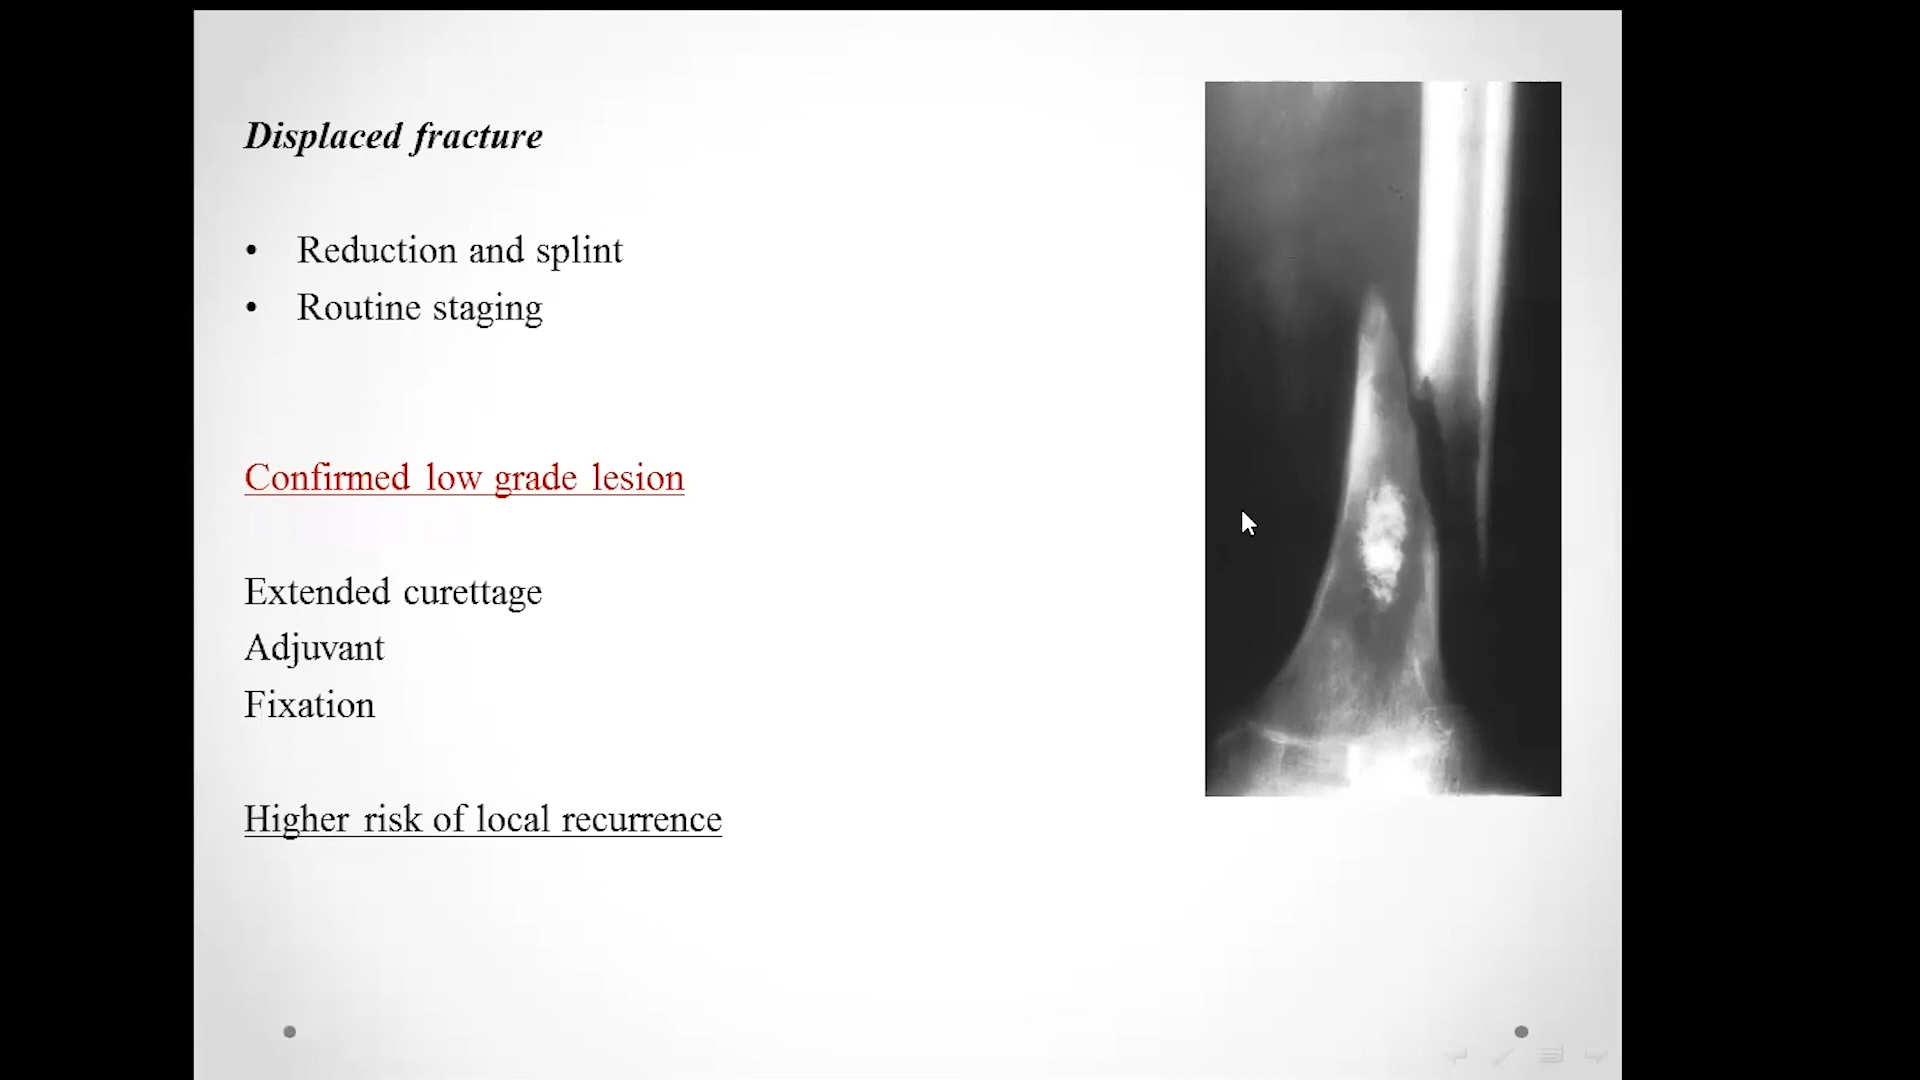 Displaced fracture
• Reduction and splint
• Routine staging
Confirmed low grade lesion
Extended curettage
Adjuvant
Fixation
Higher risk of local recurrence